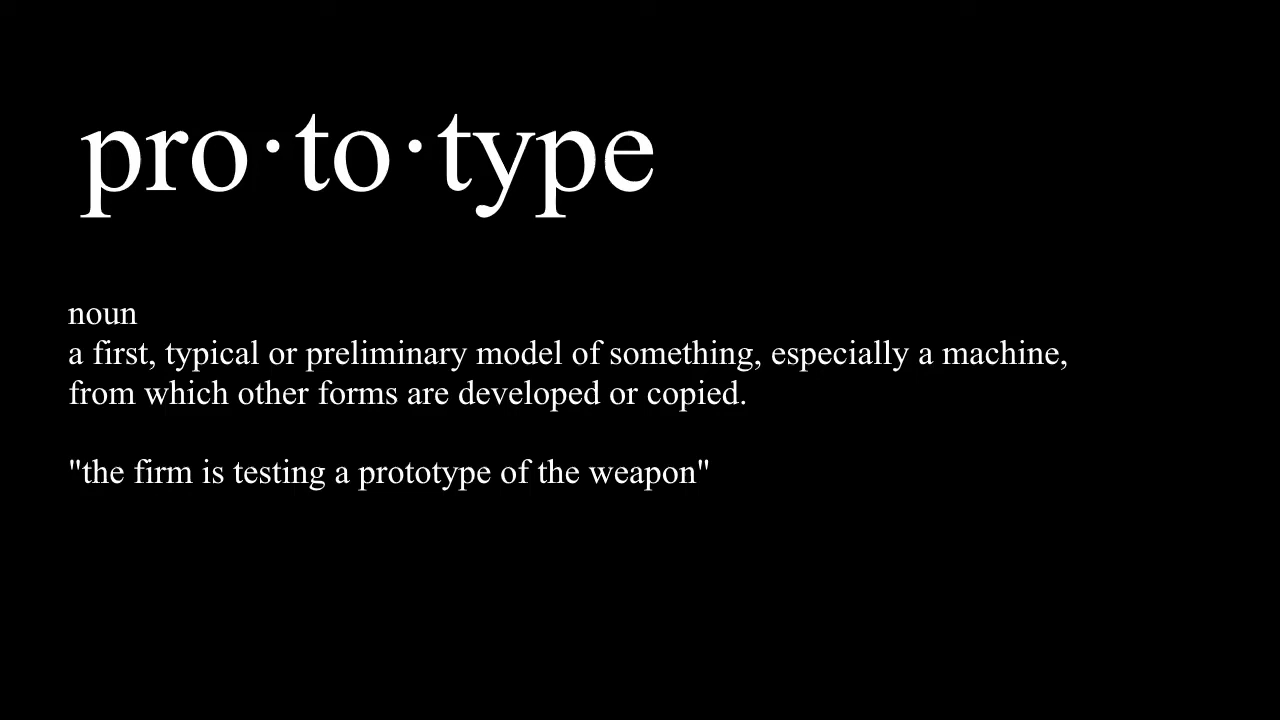 pro·to·type
noun
a first, typical or preliminary model of something, especially a machine,
from which other forms are developed or copied.
"the firm is testing a prototype of the weapon"